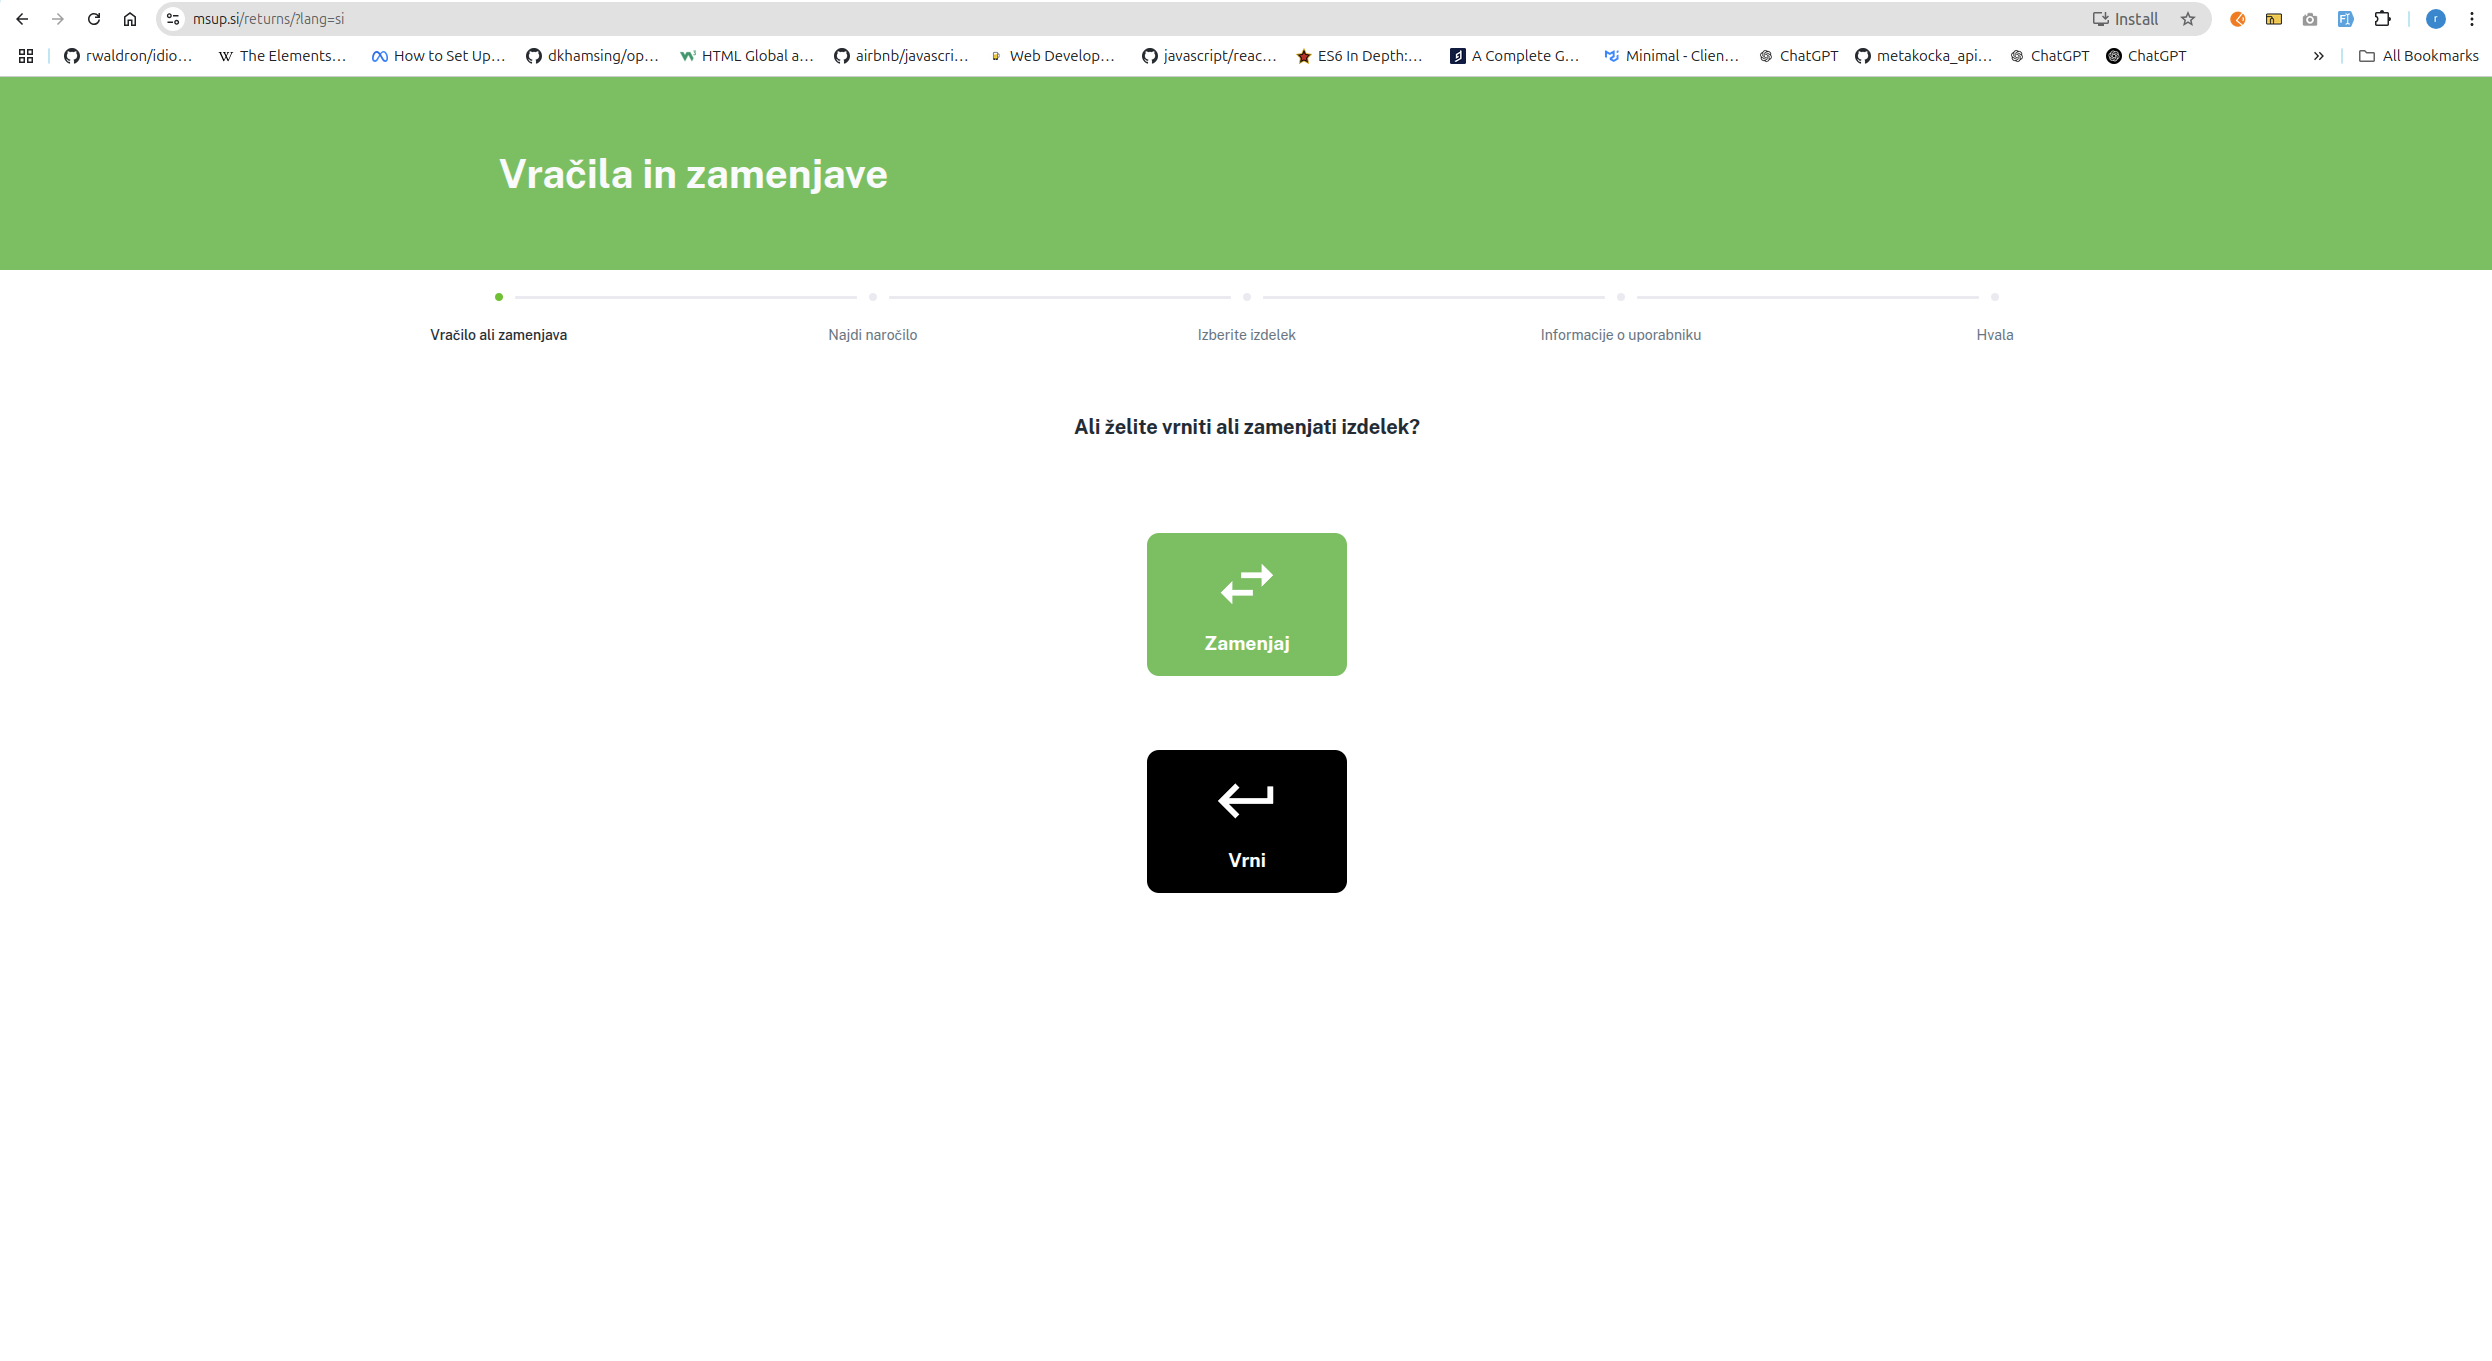 msup.si/returns/?lang=si
Install
rwaldron/idio...
The Elements...
How to Set Up...
dkhamsing/op...
HTML Global a...
airbnb/javascri...
Web Develop...
javascript/reac...
ES6 In Depth:...
A Complete G...
Minimal - Clien...
ChatGPT
metakocka_api...
ChatGPT
ChatGPT
All Bookmarks
Vračila in zamenjave
Vračilo ali zamenjava
Najdi naročilo
Izberite izdelek
Informacije o uporabniku
Hvala
Ali želite vrniti ali zamenjati izdelek?
Zamenjaj
Vrni